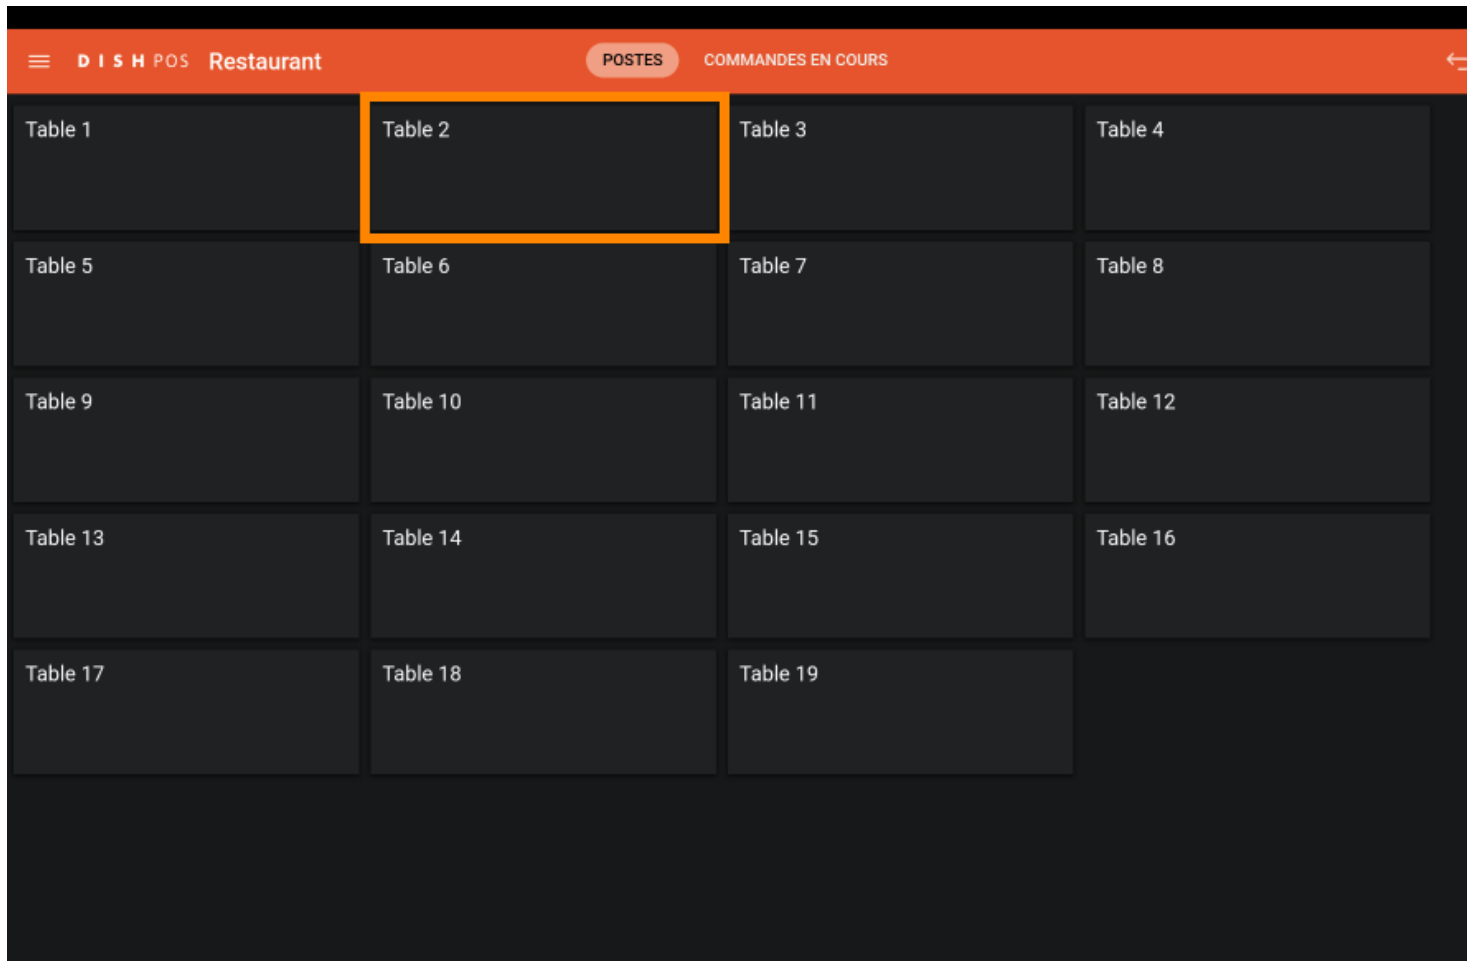 DISH POS Restaurant POSTES COMMANDES EN COURS
Table 1 Table 2 Table 3 Table 4
Table 5 Table 6 Table 7 Table 8
Table 9 Table 10 Table 11 Table 12
Table 13 Table 14 Table 15 Table 16
Table 17 Table 18 Table 19